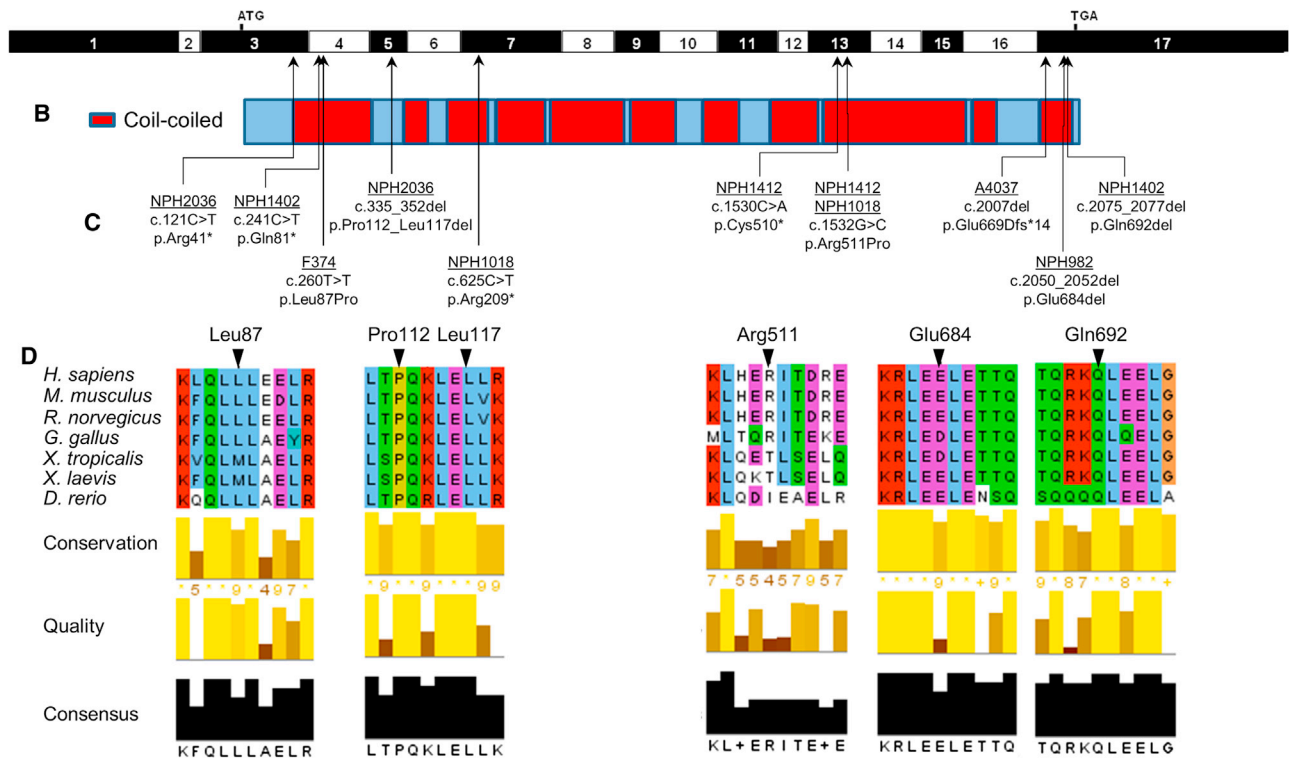 ATG TGA
1 2 3 4 5 6 7 8 9 10 11 12 13 14 15 16 17
B Coil-coiled
C
NPH2036
c.121C>T
p.Arg41*
NPH1402
c.241C>T
p.Gln81*
F374
c.260T>T
p.Leu87Pro
NPH2036
c.335_352del
p.Pro112_Leu117del
NPH1018
c.625C>T
p.Arg209*
NPH1412
c.1530C>A
p.Cys510*
NPH1412
NPH1018
c.1532G>C
p.Arg511Pro
A4037
c.2007del
p.Glu669Dfs*14
NPH982
c.2050_2052del
p.Glu684del
NPH1402
c.2075_2077del
p.Gln692del
D Leu87 Pro112 Leu117 Arg511 Glu684 Gln692
H. sapiens KLQLLLEELR LTPQKLELLR KLHERITDRE KRLEELETTQ TQRKQLEELG
M. musculus KFQLLLEDLR LTPQKLELVK KLHERITDRE KRLEELETTQ TQRKQLEELG
R. norvegicus KFQLLLEELR LTPQKLELVK KLHERITDRE KRLEELETTQ TQRKQLEELG
G. gallus KFQLLLAEYR LTPQKLELLK MLTQRITEKE KRLEDLETTQ TQRKQLQELG
X. tropicalis KVQLMLAELR LSPQKLELLK KLQETLSELQ KRLEDLETTQ TQRKQLEELG
X. laevis KFQLMLAELR LSPQKLELLK KLQKTLSELQ KRLEELETTQ TQRKQLEELG
D. rerio KQQLLLAELR LTPQRLELLK KLQDIEAELR KRLEELENSQ SQQQQLEELA
Conservation
*5**9*497* *9**9***99 7*55457957 ****9**+9* 9*87**8**+
Quality
Consensus
KFQLLLAELR LTPQKLELLK KL+ERITE+E KRLEELETTQ TQRKQLEELG